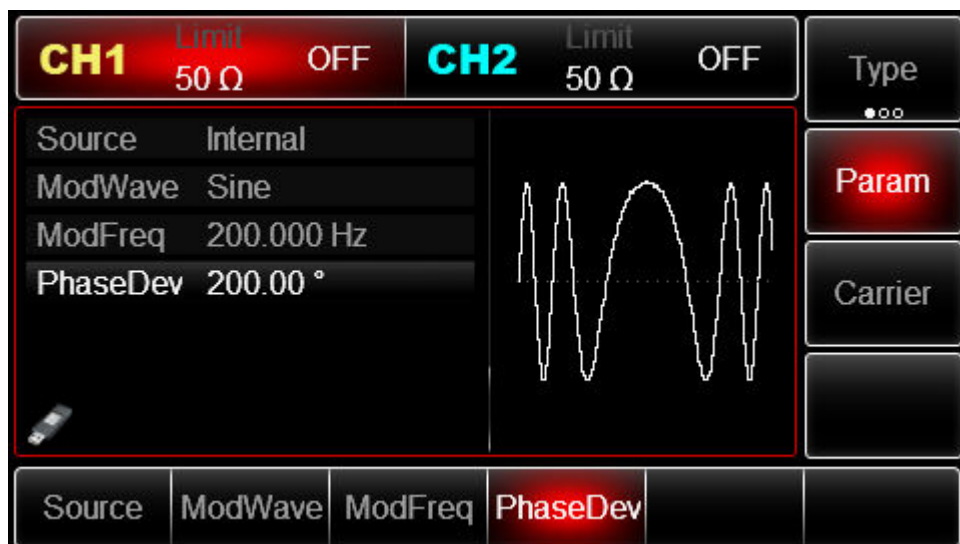 CH1 Limit 50 Ω OFF CH2 Limit 50 Ω OFF
Type
Source Internal
ModWave Sine
Param
ModFreq 200.000 Hz
PhaseDev 200.00 °
Carrier
Source ModWave ModFreq PhaseDev